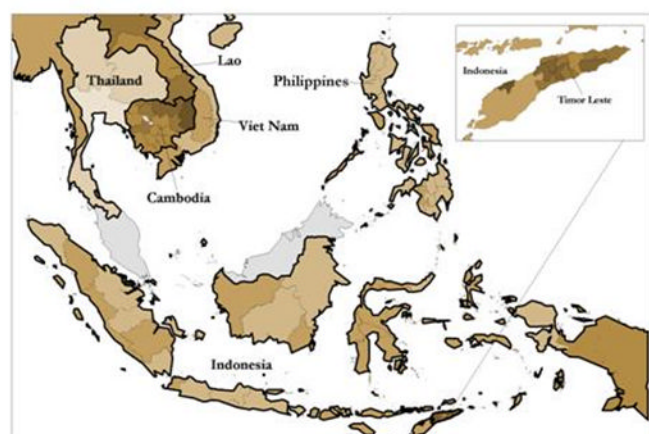 Thailand
Lao
Philippines
Viet Nam
Cambodia
Indonesia
Indonesia
Timor Leste